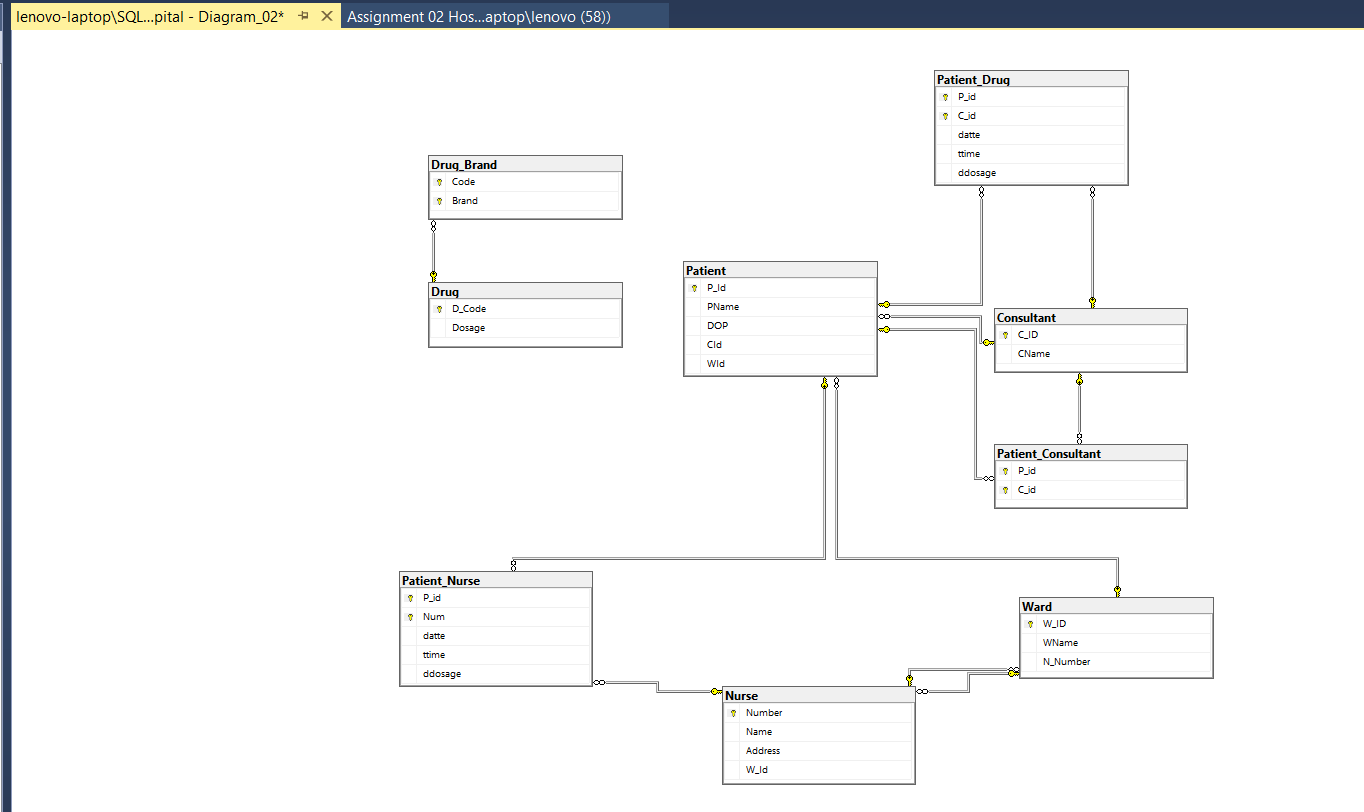 lenovo-laptop\SQL...pital - Diagram_02*
Assignment 02 Hos...aptop\lenovo (58))
Patient_Drug
P_id
C_id
datte
ttime
ddosage
Drug_Brand
Code
Brand
Drug
D_Code
Dosage
Patient
P_Id
PName
DOP
CId
WId
Consultant
C_ID
CName
Patient_Consultant
P_id
C_id
Patient_Nurse
P_id
Num
datte
ttime
ddosage
Ward
W_ID
WName
N_Number
Nurse
Number
Name
Address
W_Id